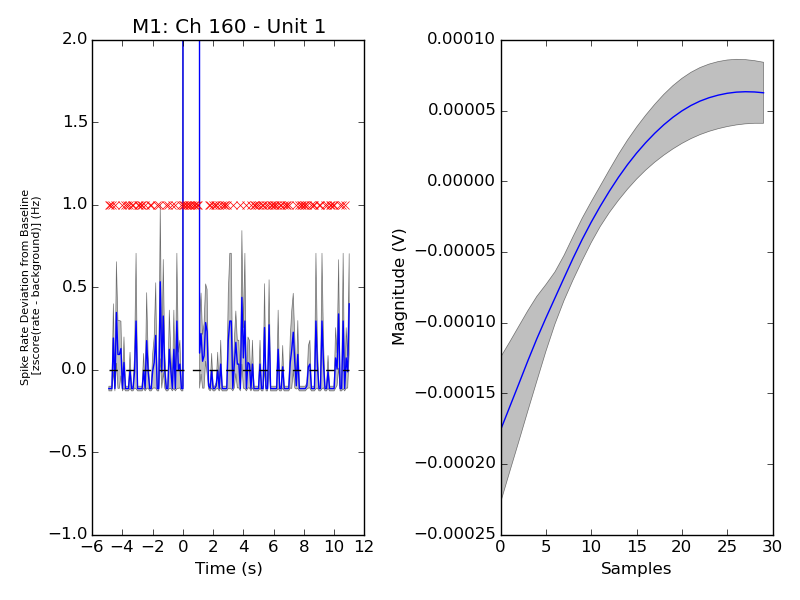 M1: Ch 160 - Unit 1
2.0
1.5
1.0
0.5
0.0
−0.5
−1.0
−6 −4 −2 0 2 4 6 8 10 12
Time (s)
Spike Rate Deviation from Baseline
[zscore(rate - background)] (Hz)
0.00010
0.00005
0.00000
−0.00005
−0.00010
−0.00015
−0.00020
−0.00025
0 5 10 15 20 25 30
Samples
Magnitude (V)